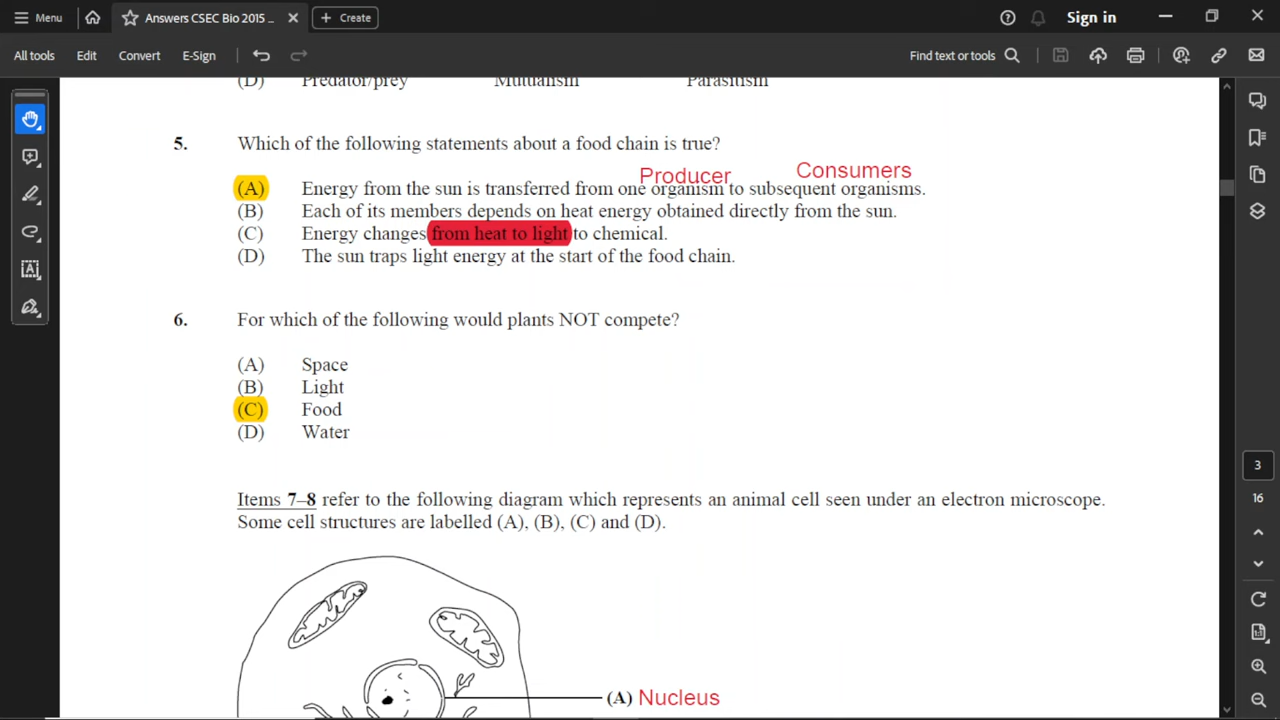 Menu
Answers CSEC Bio 2015 ...
Create
Sign in
All tools
Edit
Convert
E-Sign
Find text or tools
(D) Predator/prey Mutualism Parasitism
5. Which of the following statements about a food chain is true?
Producer Consumers
(A) Energy from the sun is transferred from one organism to subsequent organisms.
(B) Each of its members depends on heat energy obtained directly from the sun.
(C) Energy changes from heat to light to chemical.
(D) The sun traps light energy at the start of the food chain.
6. For which of the following would plants NOT compete?
(A) Space
(B) Light
(C) Food
(D) Water
3
16
Items 7–8 refer to the following diagram which represents an animal cell seen under an electron microscope.
Some cell structures are labelled (A), (B), (C) and (D).
(A) Nucleus